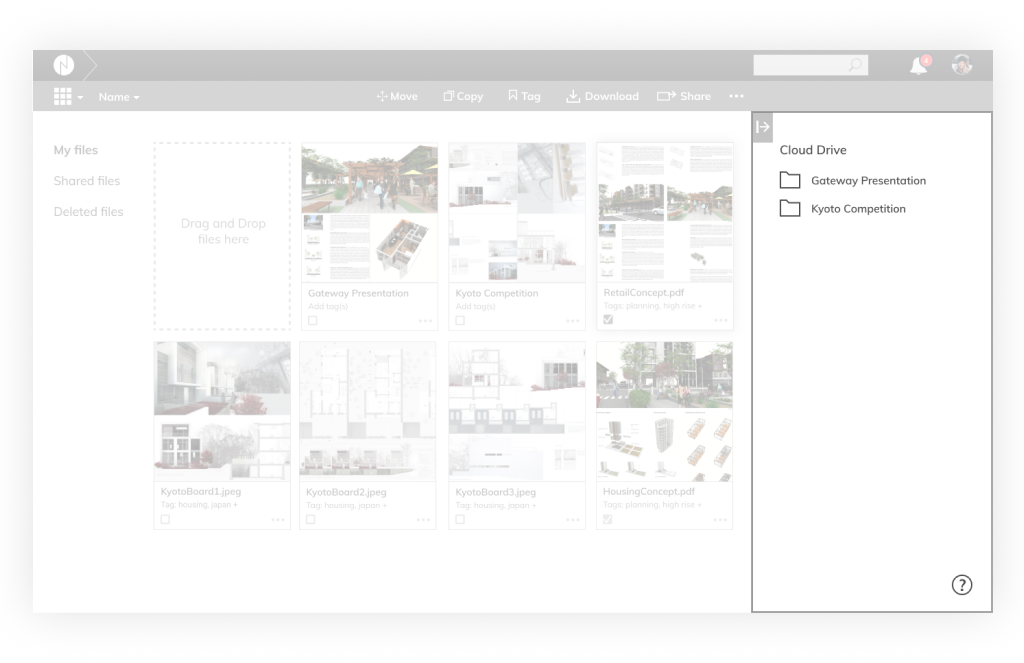 Name
Move
Copy
Tag
Download
Share
My files
Shared files
Deleted files
Drag and Drop
files here
Gateway Presentation
Add tag(s)
Kyoto Competition
Add tag(s)
RetailConcept.pdf
Tags: planning, high rise +
KyotoBoard1.jpeg
Tag: housing, japan +
KyotoBoard2.jpeg
Tag: housing, japan +
KyotoBoard3.jpeg
Tag: housing, japan +
HousingConcept.pdf
Tags: planning, high rise +
Cloud Drive
Gateway Presentation
Kyoto Competition
?